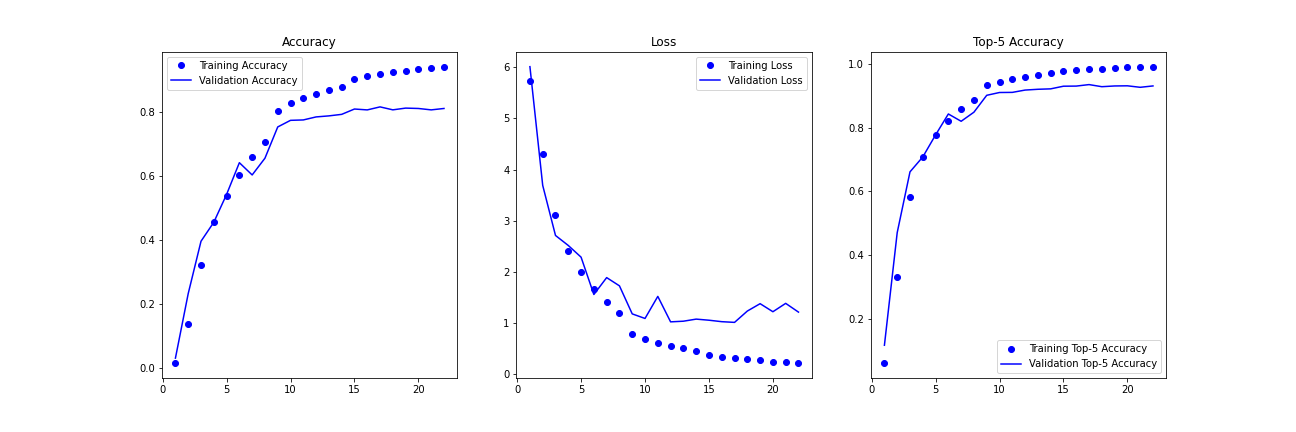 Accuracy
Training Accuracy
Validation Accuracy
0.8
0.6
0.4
0.2
0.0
0 5 10 15 20
Loss
Training Loss
Validation Loss
6
5
4
3
2
1
0
0 5 10 15 20
Top-5 Accuracy
1.0
0.8
0.6
0.4
0.2
Training Top-5 Accuracy
Validation Top-5 Accuracy
0 5 10 15 20